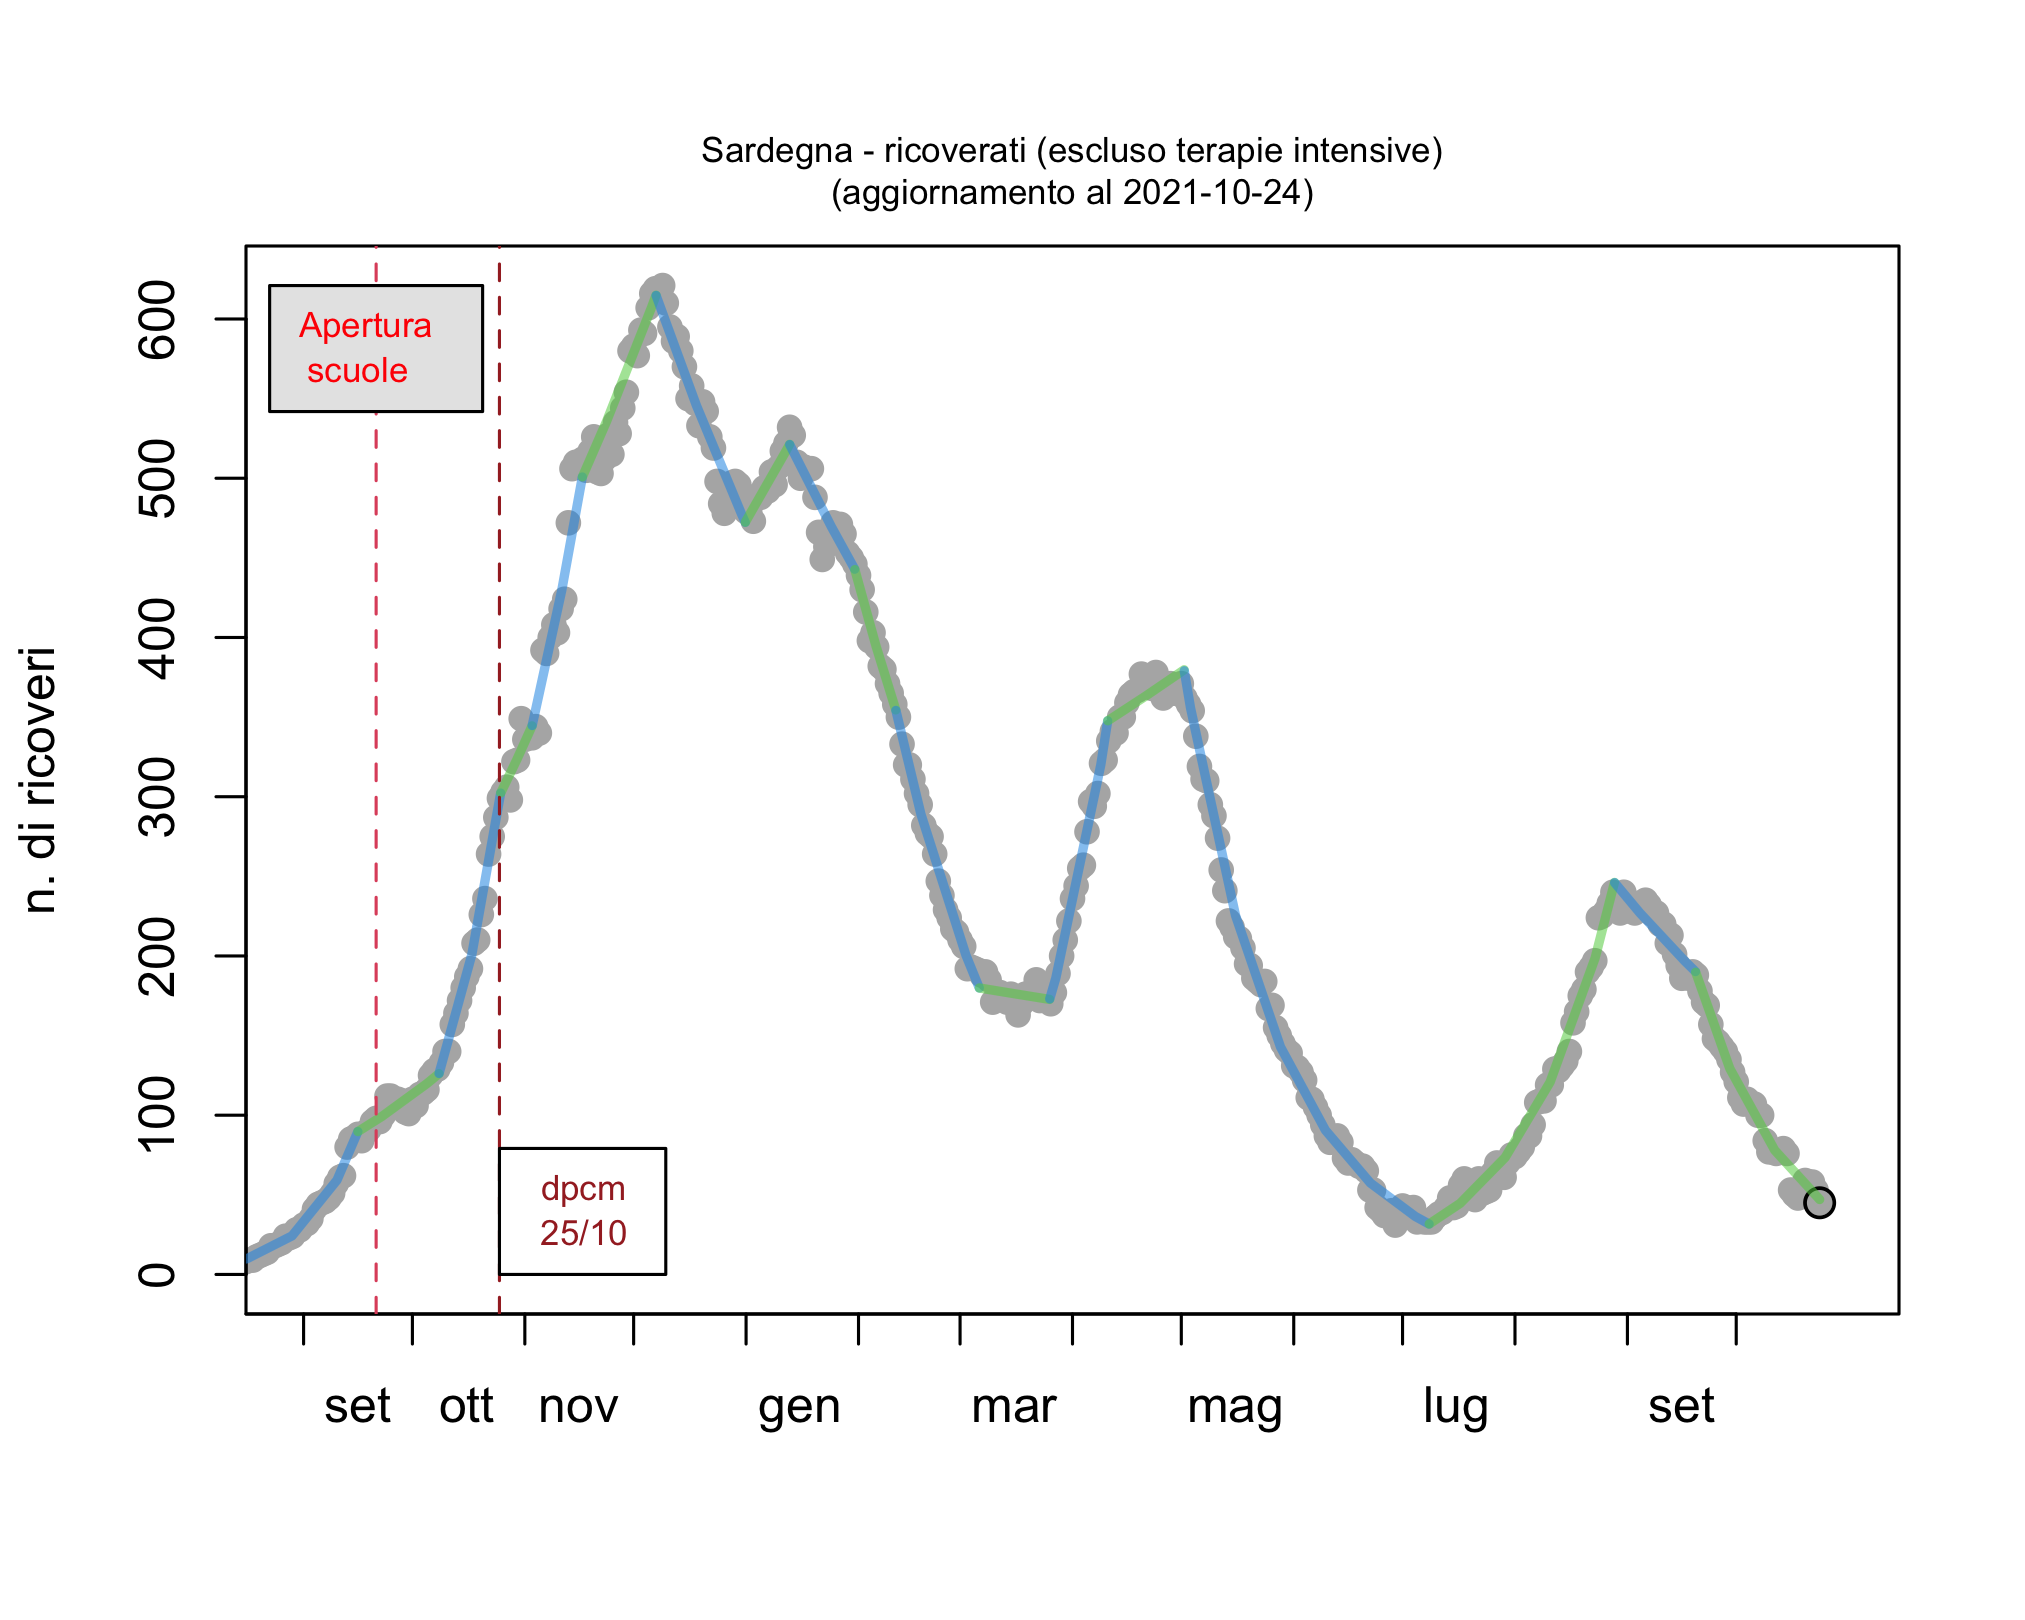 Sardegna - ricoverati (escluso terapie intensive)
(aggiornamento al 2021-10-24)
n. di ricoveri
600
500
400
300
200
100
0
Apertura
scuole
dpcm
25/10
set ott nov gen mar mag lug set